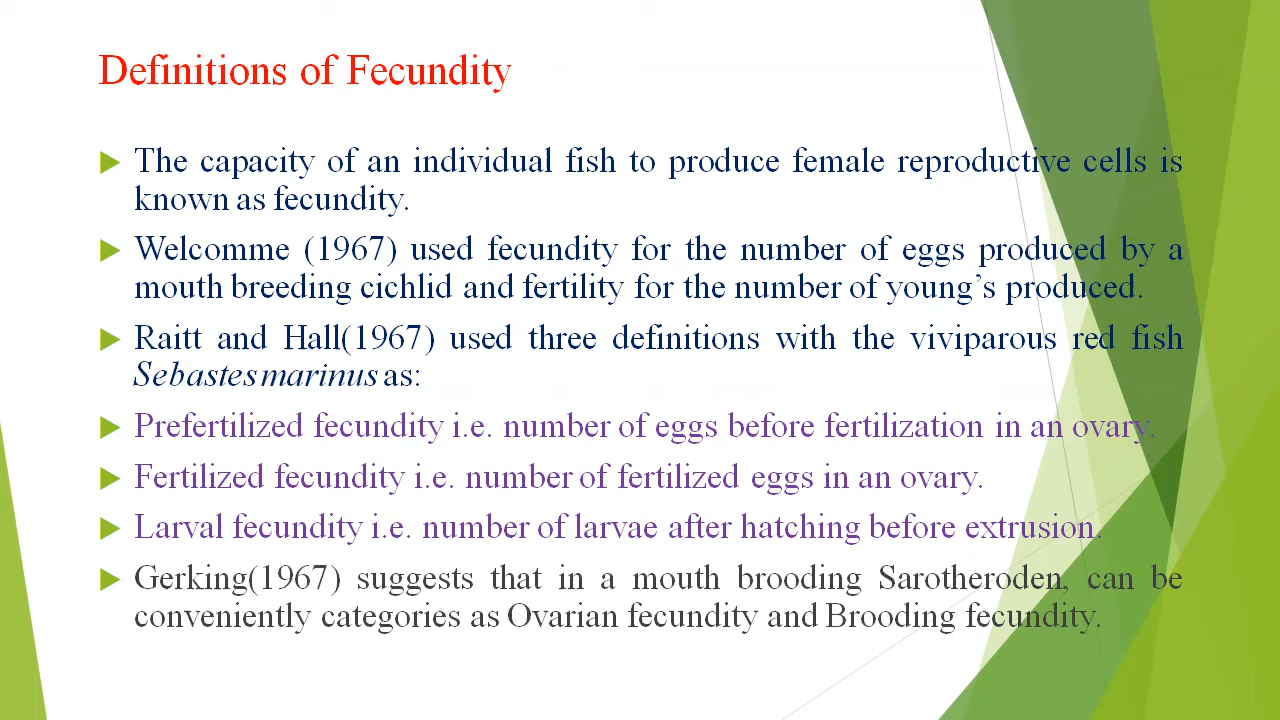 Definitions of Fecundity
The capacity of an individual fish to produce female reproductive cells is
known as fecundity.
Welcomme (1967) used fecundity for the number of eggs produced by a
mouth breeding cichlid and fertility for the number of young’s produced.
Raitt and Hall(1967) used three definitions with the viviparous red fish
Sebastes marinus as:
Prefertilized fecundity i.e. number of eggs before fertilization in an ovary.
Fertilized fecundity i.e. number of fertilized eggs in an ovary.
Larval fecundity i.e. number of larvae after hatching before extrusion.
Gerking(1967) suggests that in a mouth brooding Sarotheroden, can be
conveniently categories as Ovarian fecundity and Brooding fecundity.